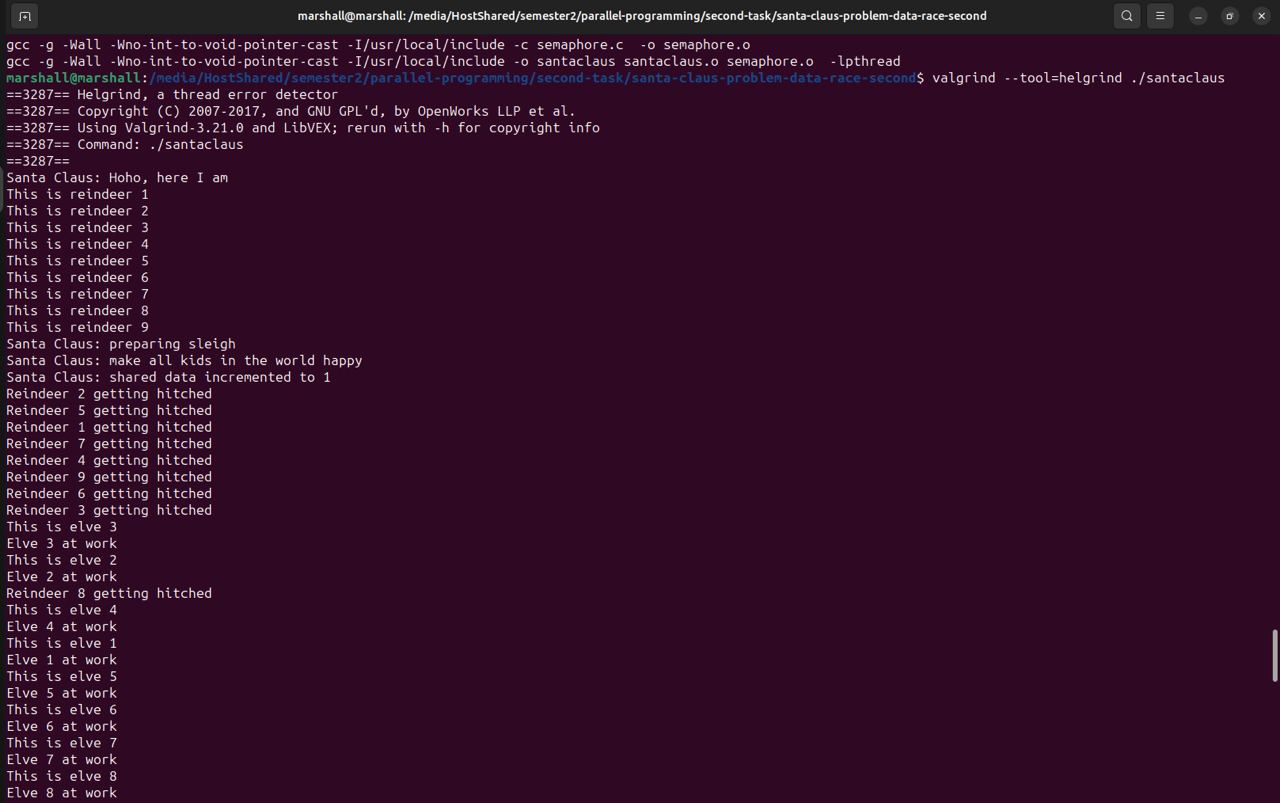 marshall@marshall: /media/HostShared/semester2/parallel-programming/second-task/santa-claus-problem-data-race-second
gcc -g -Wall -Wno-int-to-void-pointer-cast -I/usr/local/include -c semaphore.c  -o semaphore.o
gcc -g -Wall -Wno-int-to-void-pointer-cast -I/usr/local/include -o santaclaus santaclaus.o semaphore.o  -lpthread
marshall@marshall:/media/HostShared/semester2/parallel-programming/second-task/santa-claus-problem-data-race-second$ valgrind --tool=helgrind ./santaclaus
==3287== Helgrind, a thread error detector
==3287== Copyright (C) 2007-2017, and GNU GPL'd, by OpenWorks LLP et al.
==3287== Using Valgrind-3.21.0 and LibVEX; rerun with -h for copyright info
==3287== Command: ./santaclaus
==3287==
Santa Claus: Hoho, here I am
This is reindeer 1
This is reindeer 2
This is reindeer 3
This is reindeer 4
This is reindeer 5
This is reindeer 6
This is reindeer 7
This is reindeer 8
This is reindeer 9
Santa Claus: preparing sleigh
Santa Claus: make all kids in the world happy
Santa Claus: shared data incremented to 1
Reindeer 2 getting hitched
Reindeer 5 getting hitched
Reindeer 1 getting hitched
Reindeer 7 getting hitched
Reindeer 4 getting hitched
Reindeer 9 getting hitched
Reindeer 6 getting hitched
Reindeer 3 getting hitched
This is elve 3
Elve 3 at work
This is elve 2
Elve 2 at work
Reindeer 8 getting hitched
This is elve 4
Elve 4 at work
This is elve 1
Elve 1 at work
This is elve 5
Elve 5 at work
This is elve 6
Elve 6 at work
This is elve 7
Elve 7 at work
This is elve 8
Elve 8 at work